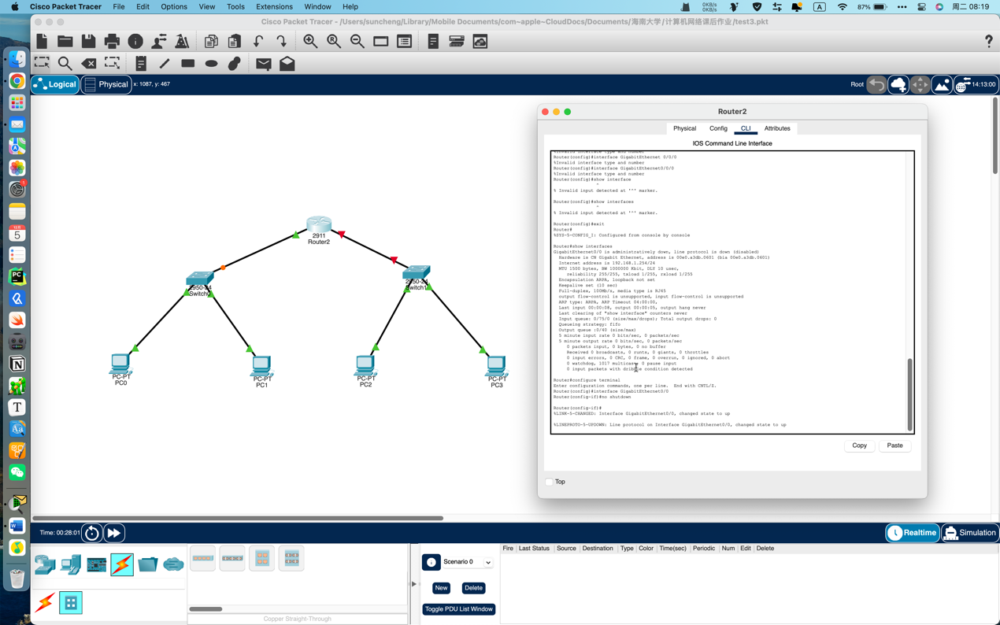 Cisco Packet Tracer File Edit Options View Tools Extensions Window Help
0KB/s
0KB/s
A
87%
周二 08:19
Cisco Packet Tracer - /Users/suncheng/Library/Mobile Documents/com~apple~CloudDocs/Documents/海南大学/计算机网络课后作业/test3.pkt
Logical Physical x: 1087, y: 467
Root 14:13:00
Router2
Physical Config CLI Attributes
IOS Command Line Interface
%Invalid interface type and number
Router(config)#interface GigabitEthernet 0/0/0
%Invalid interface type and number
Router(config)#interface GigabitEthernet0/0/0
%Invalid interface type and number
Router(config)#show interface
^
% Invalid input detected at '^' marker.
Router(config)#show interfaces
^
% Invalid input detected at '^' marker.
Router(config)#exit
Router#
%SYS-5-CONFIG_I: Configured from console by console
Router#show interfaces
GigabitEthernet0/0 is administratively down, line protocol is down (disabled)
Hardware is CN Gigabit Ethernet, address is 00e0.a3db.0601 (bia 00e0.a3db.0601)
Internet address is 192.168.1.254/24
MTU 1500 bytes, BW 1000000 Kbit, DLY 10 usec,
reliability 255/255, txload 1/255, rxload 1/255
Encapsulation ARPA, loopback not set
Keepalive set (10 sec)
Full-duplex, 100Mb/s, media type is RJ45
output flow-control is unsupported, input flow-control is unsupported
ARP type: ARPA, ARP Timeout 04:00:00,
Last input 00:00:08, output 00:00:05, output hang never
Last clearing of "show interface" counters never
Input queue: 0/75/0 (size/max/drops); Total output drops: 0
Queueing strategy: fifo
Output queue :0/40 (size/max)
5 minute input rate 0 bits/sec, 0 packets/sec
5 minute output rate 0 bits/sec, 0 packets/sec
0 packets input, 0 bytes, 0 no buffer
Received 0 broadcasts, 0 runts, 0 giants, 0 throttles
0 input errors, 0 CRC, 0 frame, 0 overrun, 0 ignored, 0 abort
0 watchdog, 1017 multicast, 0 pause input
0 input packets with dribble condition detected
Router#configure terminal
Enter configuration commands, one per line. End with CNTL/Z.
Router(config)#interface GigabitEthernet0/0
Router(config-if)#no shutdown
Router(config-if)#
%LINK-5-CHANGED: Interface GigabitEthernet0/0, changed state to up
%LINEPROTO-5-UPDOWN: Line protocol on Interface GigabitEthernet0/0, changed state to up
Copy Paste
Top
2911
Router2
2950-24
Switch0
2950-24
Switch1
PC-PT
PC0
PC-PT
PC1
PC-PT
PC2
PC-PT
PC3
12月
5
1
PC
T
Aa
W
Time: 00:28:01
Realtime Simulation
Scenario 0
New Delete
Toggle PDU List Window
Fire Last Status Source Destination Type Color Time(sec) Periodic Num Edit Delete
Copper Straight-Through